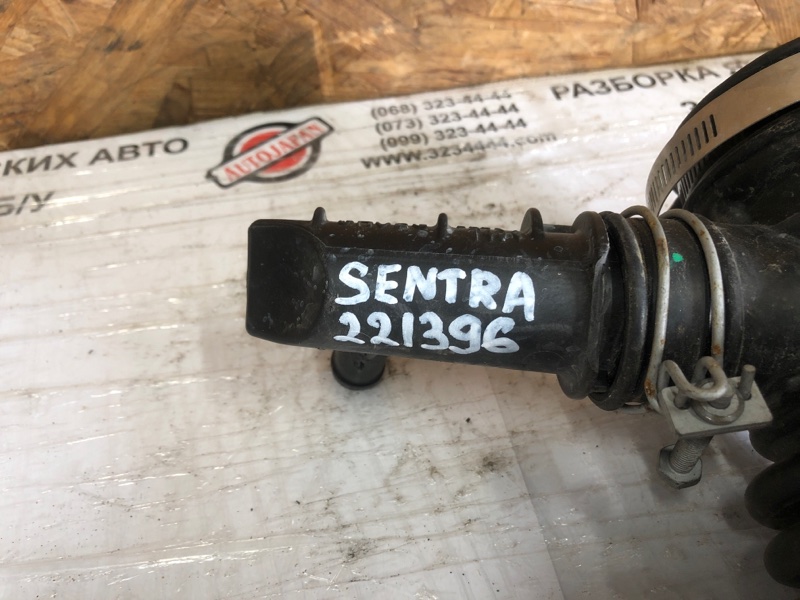 РАЗБОРКА
(068) 323-44-44
(073) 323-44-44
(099) 323-44-44
www.3234444.com
AUTOJAPAN
АВТО
Б/У
SENTRA
221396